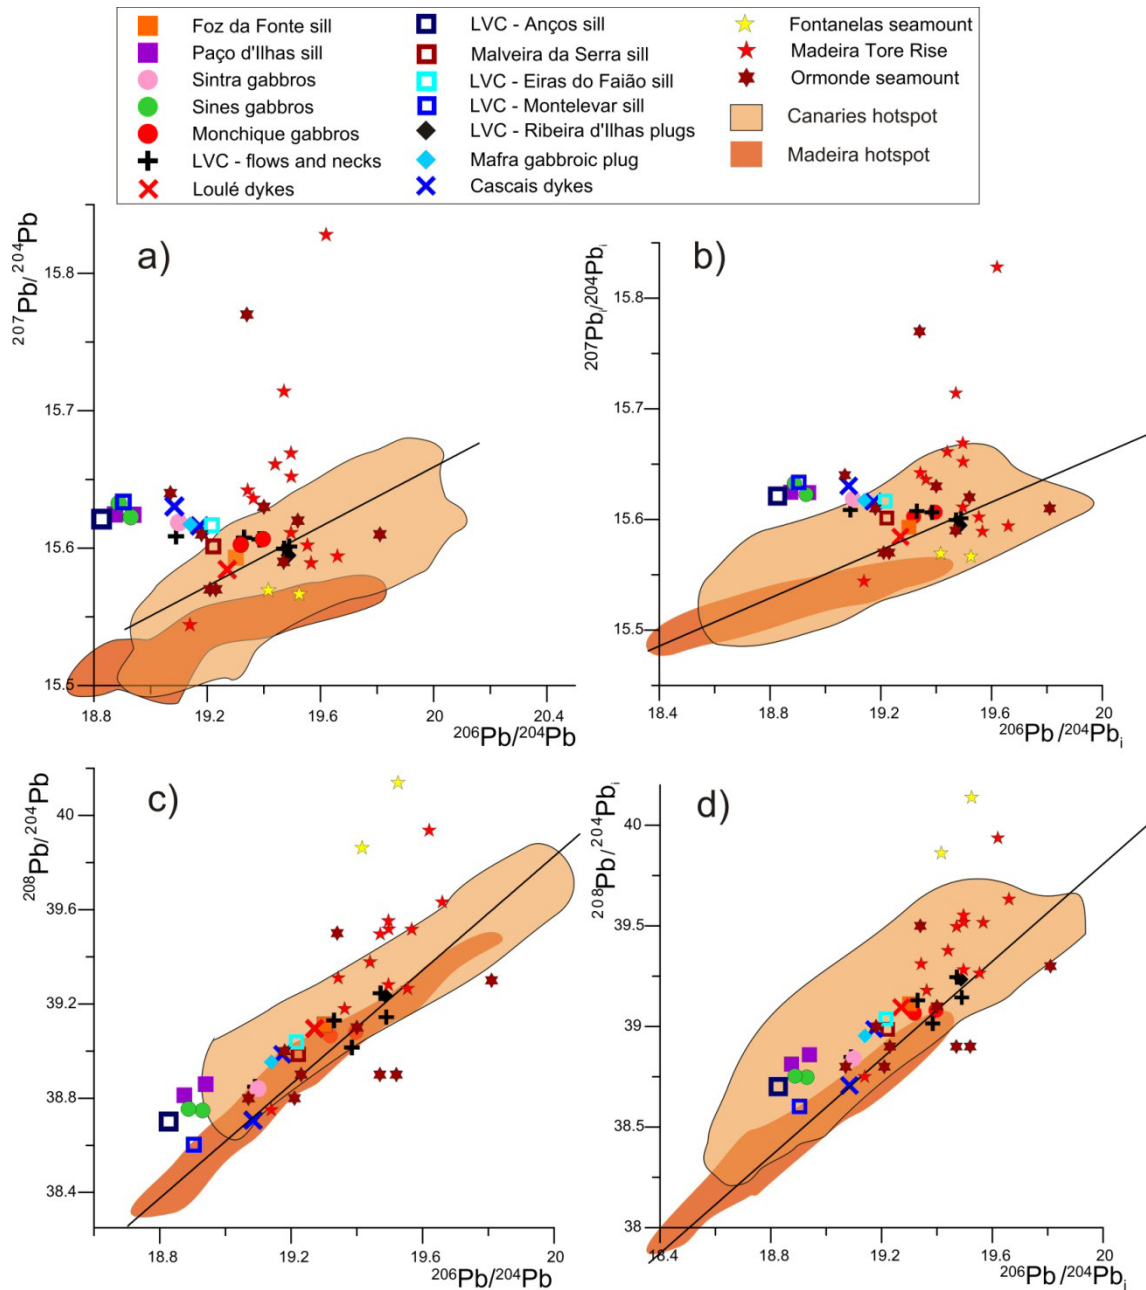 Foz da Fonte sill
Paço d'Ilhas sill
Sintra gabbros
Sines gabbros
Monchique gabbros
LVC - flows and necks
Loulé dykes
LVC - Anços sill
Malveira da Serra sill
LVC - Eiras do Faião sill
LVC - Montelevar sill
LVC - Ribeira d'Ilhas plugs
Mafra gabbroic plug
Cascais dykes
Fontanelas seamount
Madeira Tore Rise
Ormonde seamount
Canaries hotspot
Madeira hotspot
a)
²⁰⁷Pb/²⁰⁴Pb
15.8
15.7
15.6
15.5
18.8 19.2 19.6 20 20.4
²⁰⁶Pb/²⁰⁴Pb
b)
²⁰⁷Pbᵢ/²⁰⁴Pbᵢ
15.8
15.7
15.6
15.5
18.4 18.8 19.2 19.6 20
²⁰⁶Pb/²⁰⁴Pbᵢ
c)
²⁰⁸Pb/²⁰⁴Pb
40
39.6
39.2
38.8
38.4
18.8 19.2 19.6 20
²⁰⁶Pb/²⁰⁴Pb
d)
²⁰⁸Pb/²⁰⁴Pbᵢ
40
39.5
39
38.5
38
18.4 18.8 19.2 19.6 20
²⁰⁶Pb/²⁰⁴Pbᵢ